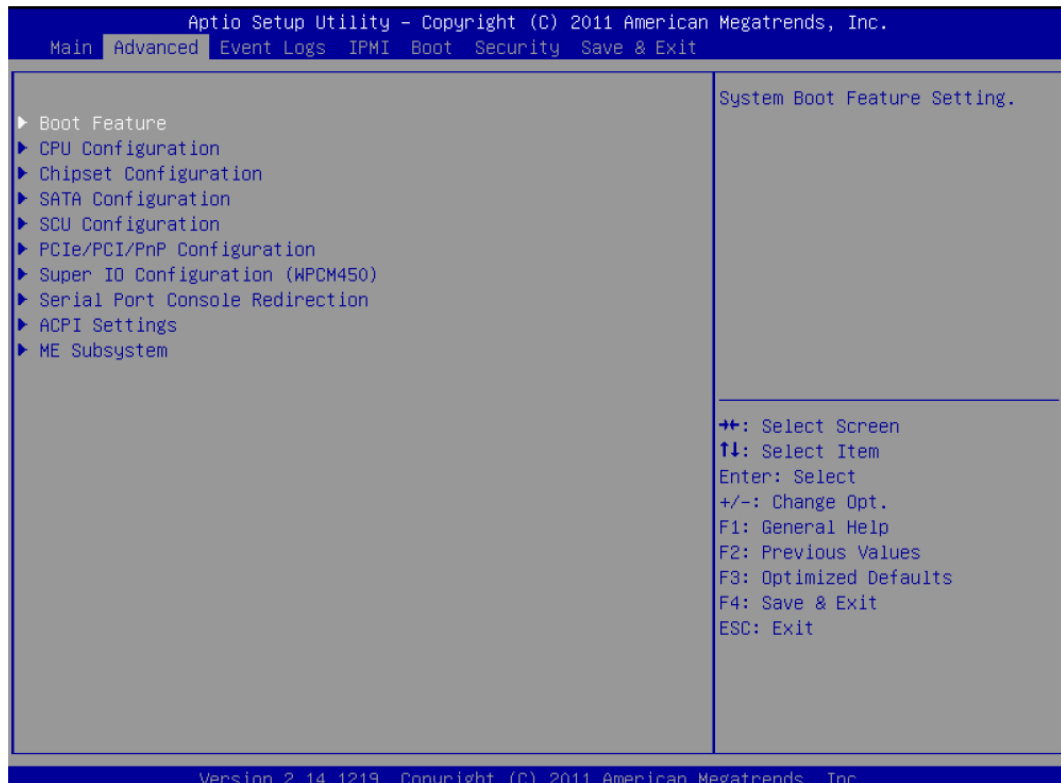 Aptio Setup Utility – Copyright (C) 2011 American Megatrends, Inc.
Main Advanced Event Logs IPMI Boot Security Save & Exit
System Boot Feature Setting.
▶ Boot Feature
▶ CPU Configuration
▶ Chipset Configuration
▶ SATA Configuration
▶ SCU Configuration
▶ PCIe/PCI/PnP Configuration
▶ Super IO Configuration (WPCM450)
▶ Serial Port Console Redirection
▶ ACPI Settings
▶ ME Subsystem
→←: Select Screen
↑↓: Select Item
Enter: Select
+/-: Change Opt.
F1: General Help
F2: Previous Values
F3: Optimized Defaults
F4: Save & Exit
ESC: Exit
Version 2.14.1219. Copyright (C) 2011 American Megatrends, Inc.